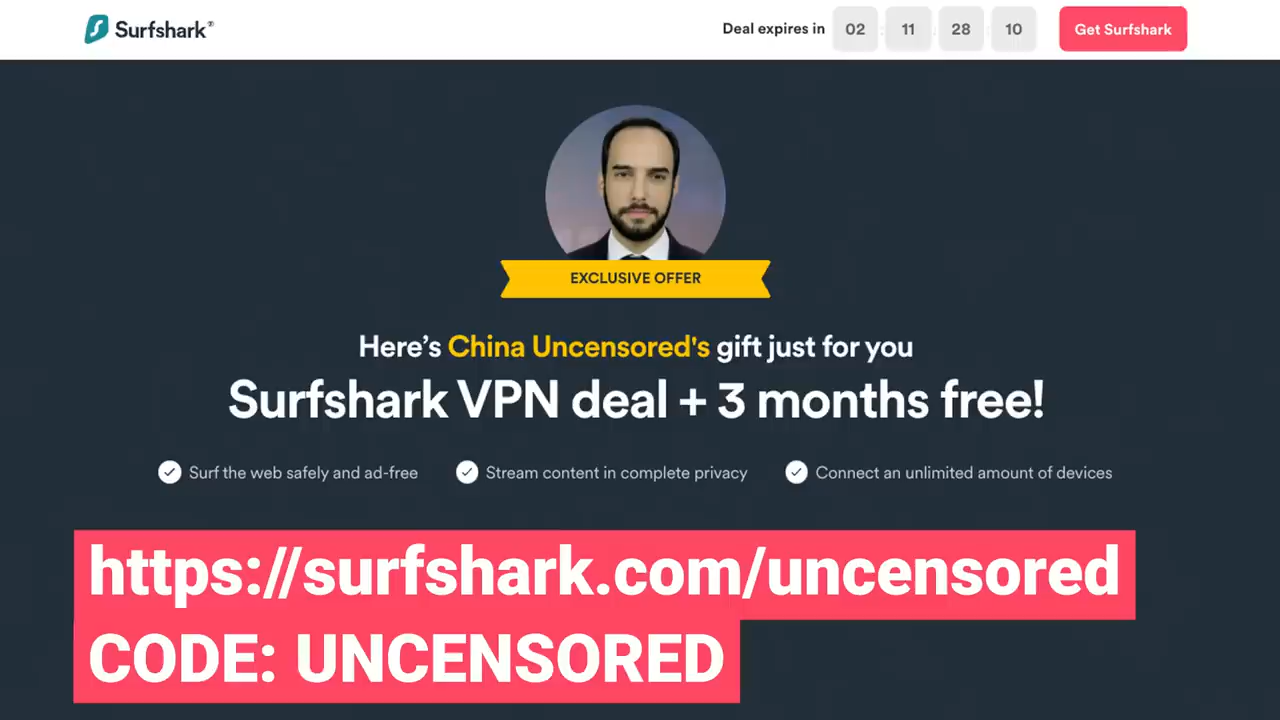 Surfshark®
Deal expires in 02 : 11 : 28 : 10
Get Surfshark
EXCLUSIVE OFFER
Here's China Uncensored's gift just for you
Surfshark VPN deal + 3 months free!
Surf the web safely and ad-free
Stream content in complete privacy
Connect an unlimited amount of devices
https://surfshark.com/uncensored
CODE: UNCENSORED